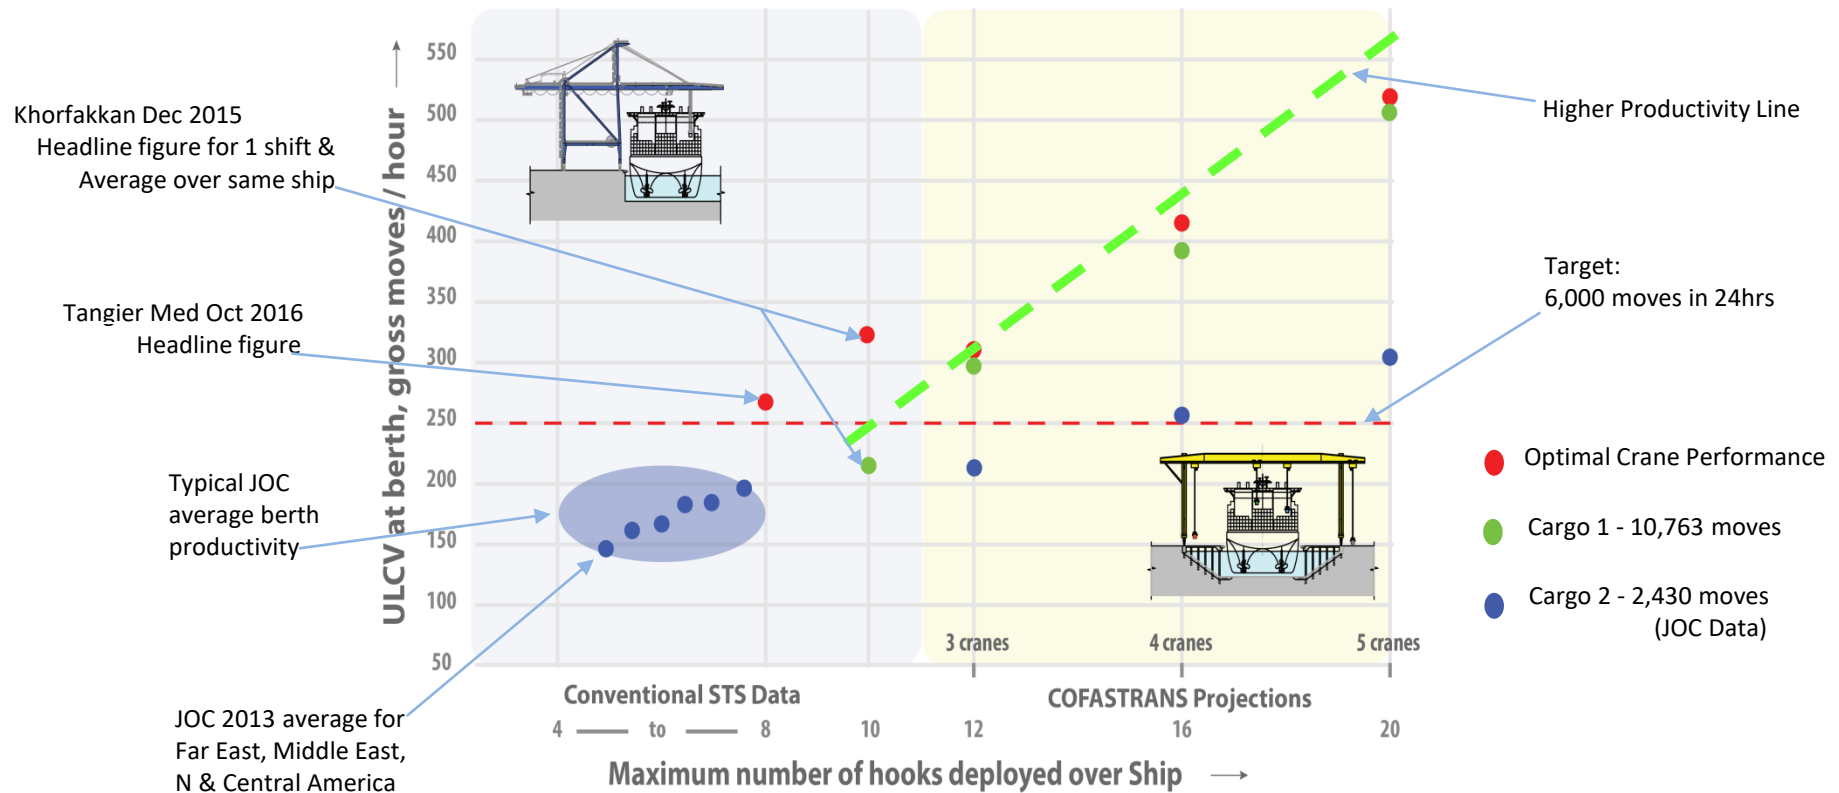 Khorfakkan Dec 2015
Headline figure for 1 shift &
Average over same ship
Tangier Med Oct 2016
Headline figure
Typical JOC
average berth
productivity
JOC 2013 average for
Far East, Middle East,
N & Central America
ULCV at berth, gross moves / hour
550
500
450
400
350
300
250
200
150
100
50
3 cranes
4 cranes
5 cranes
Conventional STS Data
COFASTRANS Projections
4 to 8 10 12 16 20
Maximum number of hooks deployed over Ship
Higher Productivity Line
Target:
6,000 moves in 24hrs
Optimal Crane Performance
Cargo 1 - 10,763 moves
Cargo 2 - 2,430 moves
(JOC Data)